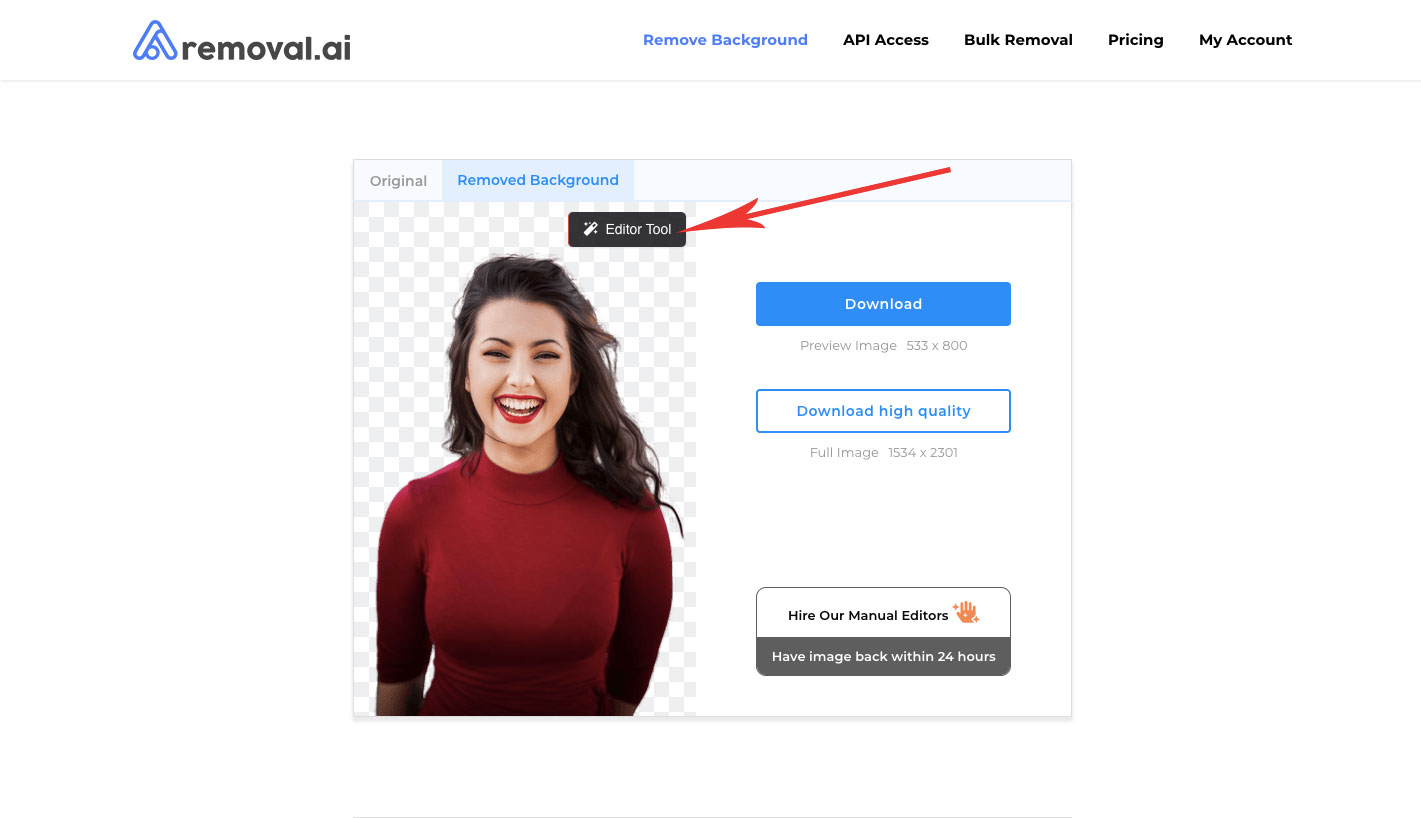 removal.ai
Remove Background
API Access
Bulk Removal
Pricing
My Account
Original
Removed Background
Editor Tool
Download
Preview Image 533 x 800
Download high quality
Full Image 1534 x 2301
Hire Our Manual Editors
Have image back within 24 hours